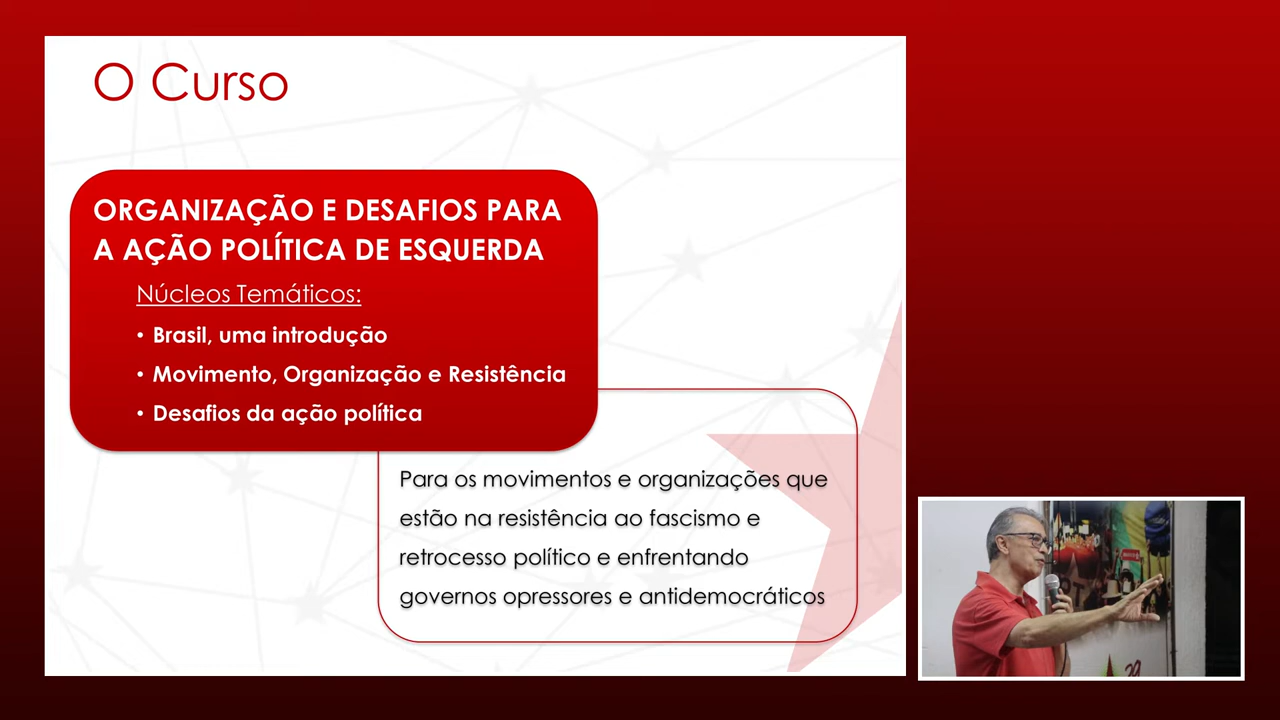 O Curso
ORGANIZAÇÃO E DESAFIOS PARA
A AÇÃO POLÍTICA DE ESQUERDA
Núcleos Temáticos:
• Brasil, uma introdução
• Movimento, Organização e Resistência
• Desafios da ação política
Para os movimentos e organizações que
estão na resistência ao fascismo e
retrocesso político e enfrentando
governos opressores e antidemocráticos